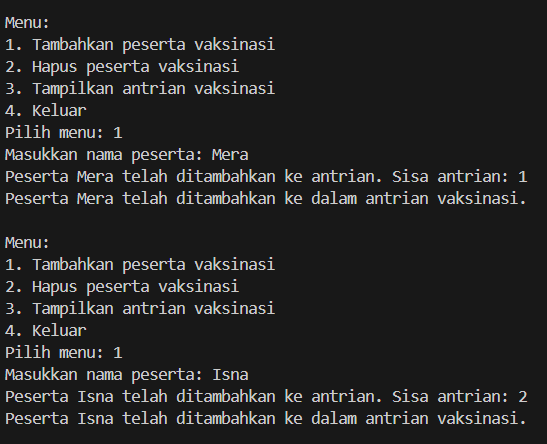 Menu:
1. Tambahkan peserta vaksinasi
2. Hapus peserta vaksinasi
3. Tampilkan antrian vaksinasi
4. Keluar
Pilih menu: 1
Masukkan nama peserta: Mera
Peserta Mera telah ditambahkan ke antrian. Sisa antrian: 1
Peserta Mera telah ditambahkan ke dalam antrian vaksinasi.
Menu:
1. Tambahkan peserta vaksinasi
2. Hapus peserta vaksinasi
3. Tampilkan antrian vaksinasi
4. Keluar
Pilih menu: 1
Masukkan nama peserta: Isna
Peserta Isna telah ditambahkan ke antrian. Sisa antrian: 2
Peserta Isna telah ditambahkan ke dalam antrian vaksinasi.